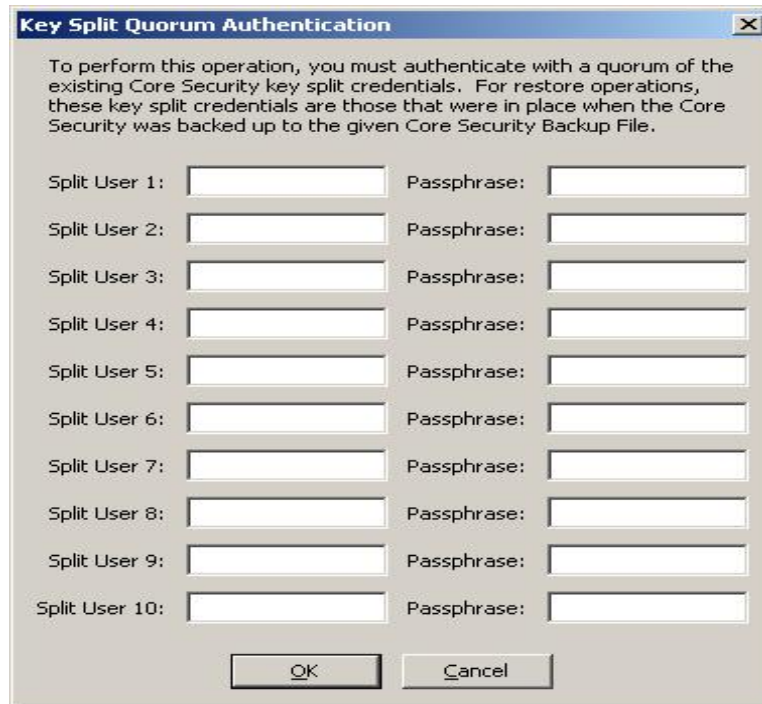 Key Split Quorum Authentication
To perform this operation, you must authenticate with a quorum of the
existing Core Security key split credentials.  For restore operations,
these key split credentials are those that were in place when the Core
Security was backed up to the given Core Security Backup File.
Split User 1: Passphrase:
Split User 2: Passphrase:
Split User 3: Passphrase:
Split User 4: Passphrase:
Split User 5: Passphrase:
Split User 6: Passphrase:
Split User 7: Passphrase:
Split User 8: Passphrase:
Split User 9: Passphrase:
Split User 10: Passphrase:
OK Cancel